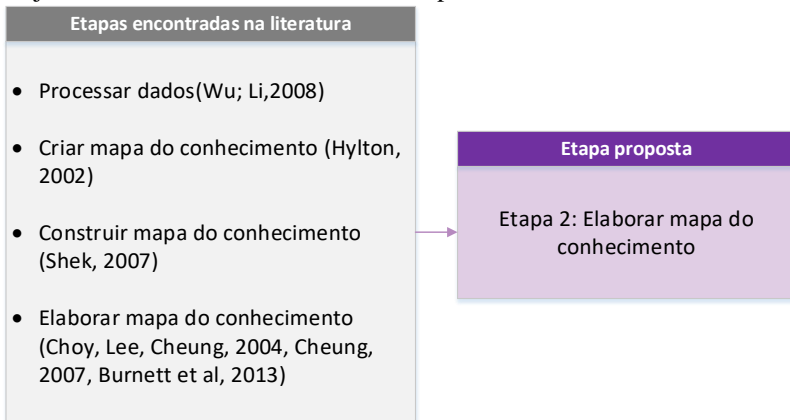 Etapas encontradas na literatura
• Processar dados(Wu; Li,2008)
• Criar mapa do conhecimento (Hylton,
2002)
• Construir mapa do conhecimento
(Shek, 2007)
• Elaborar mapa do conhecimento
(Choy, Lee, Cheung, 2004, Cheung,
2007, Burnett et al, 2013)
Etapa proposta
Etapa 2: Elaborar mapa do
conhecimento